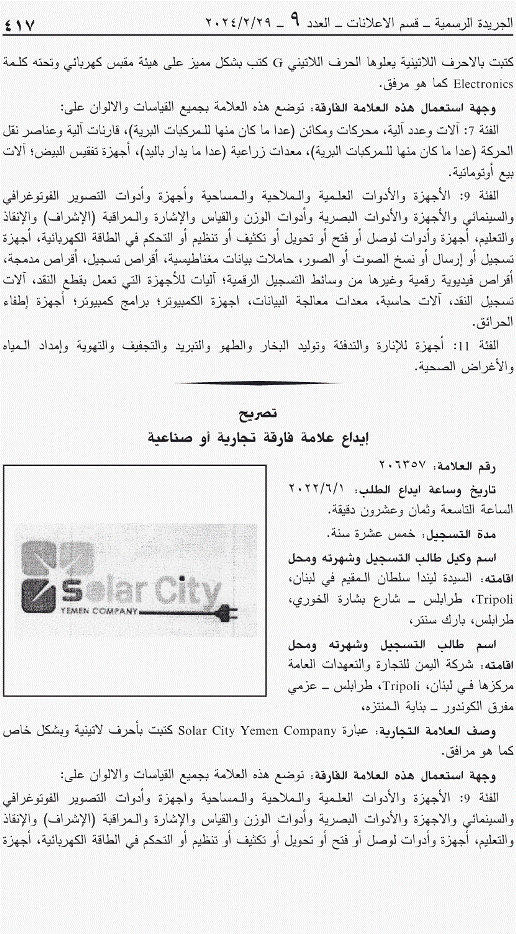 الجريدة الرسمية ــ قسم الاعلانات ــ العدد ٩ ــ ٢٠٢٤/٢/٢٩
٤١٧
كتبت بالاحرف اللاتينية يعلوها الحرف اللاتيني G كتب بشكل مميز على هيئة مقبس كهربائي وتحته كلمة
Electronics كما هو مرفق.
وجهة استعمال هذه العلامة الفارقة: توضع هذه العلامة بجميع القياسات والالوان على:
الفئة 7: آلات وعدد آلية، محركات ومكائن (عدا ما كان منها للمركبات البرية)، قارنات آلية وعناصر نقل
الحركة (عدا ما كان منها للمركبات البرية)، معدات زراعية (عدا ما يدار باليد)، أجهزة تفقيس البيض؛ آلات
بيع أوتوماتية.
الفئة 9: الأجهزة والأدوات العلمية والملاحية والمساحية وأجهزة وأدوات التصوير الفوتوغرافي
والسينمائي والأجهزة والأدوات البصرية وأدوات الوزن والقياس والإشارة والمراقبة (الإشراف) والإنقاذ
والتعليم، أجهزة وأدوات لوصل أو فتح أو تحويل أو تكثيف أو تنظيم أو التحكم في الطاقة الكهربائية، أجهزة
تسجيل أو إرسال أو نسخ الصوت أو الصور، حاملات بيانات مغناطيسية، أقراص تسجيل، أقراص مدمجة،
أقراص فيديوية رقمية وغيرها من وسائط التسجيل الرقمية؛ آليات للأجهزة التي تعمل بقطع النقد، آلات
تسجيل النقد، آلات حاسبة، معدات معالجة البيانات، اجهزة الكمبيوتر؛ برامج كمبيوتر؛ أجهزة إطفاء
الحرائق.
الفئة 11: أجهزة للإنارة والتدفئة وتوليد البخار والطهو والتبريد والتجفيف والتهوية وإمداد المياه
والأغراض الصحية.
تصريح
إيداع علامة فارقة تجارية أو صناعية
رقم العلامة: ٢٠٦٣٥٧
تاريخ وساعة ايداع الطلب: ٢٠٢٢/٦/١
الساعة التاسعة وثمان وعشرون دقيقة.
مدة التسجيل: خمس عشرة سنة.
اسم وكيل طالب التسجيل وشهرته ومحل
اقامته: السيدة ليندا سلطان المقيم في لبنان،
Tripoli، طرابلس ــ شارع بشارة الخوري،
طرابلس، بارك سنتر،
اسم طالب التسجيل وشهرته ومحل
اقامته: شركة اليمن للتجارة والتعهدات العامة
مركزها في لبنان، Tripoli، طرابلس ــ عزمي
مفرق الكوندور ــ بناية المنتزه،
Solar City
YEMEN COMPANY
وصف العلامة التجارية: عبارة Solar City Yemen Company كتبت بأحرف لاتينية وبشكل خاص
كما هو مرافق.
وجهة استعمال هذه العلامة الفارقة: توضع هذه العلامة بجميع القياسات والالوان على:
الفئة 9: الأجهزة والأدوات العلمية والملاحية والمساحية واجهزة وأدوات التصوير الفوتوغرافي
والسينمائي والاجهزة والأدوات البصرية وأدوات الوزن والقياس والإشارة والمراقبة (الإشراف) والإنقاذ
والتعليم، أجهزة وأدوات لوصل أو فتح أو تحويل أو تكثيف أو تنظيم أو التحكم في الطاقة الكهربائية، أجهزة